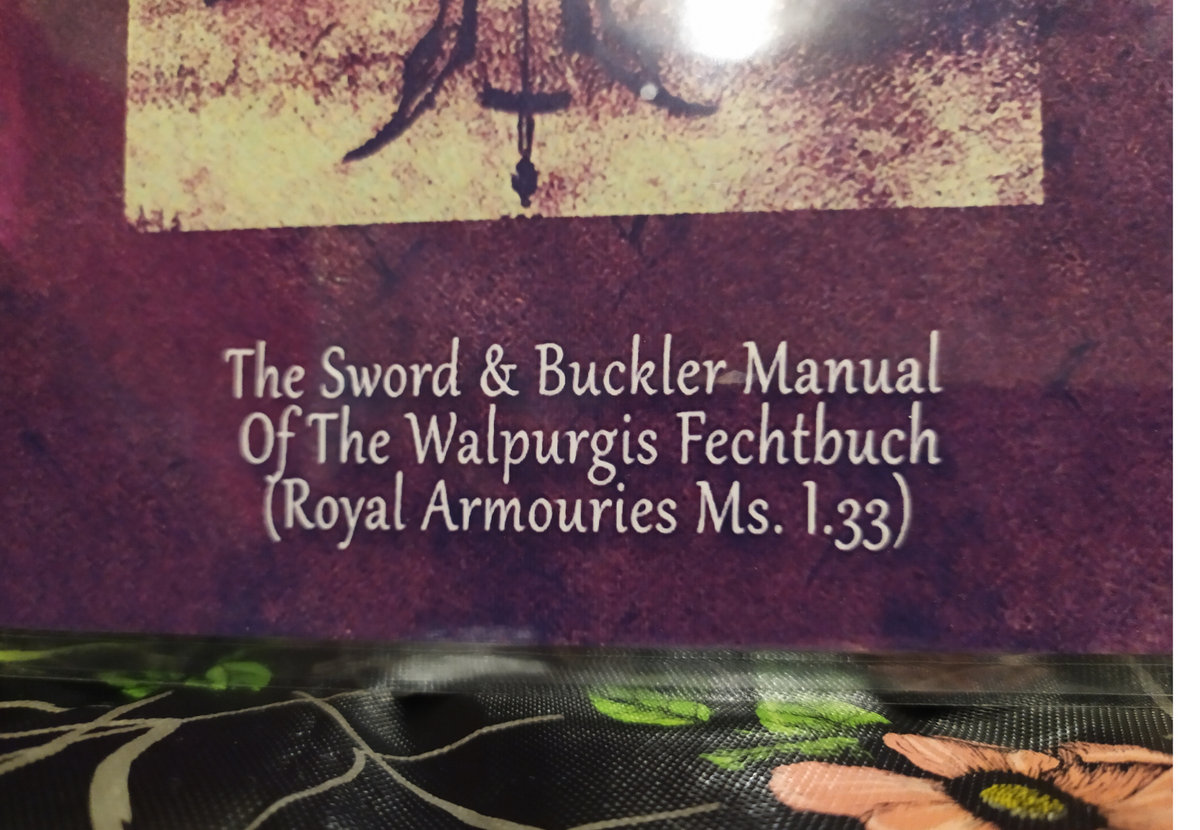 The Sword & Buckler Manual
Of The Walpurgis Fechtbuch
(Royal Armouries Ms. I.33)